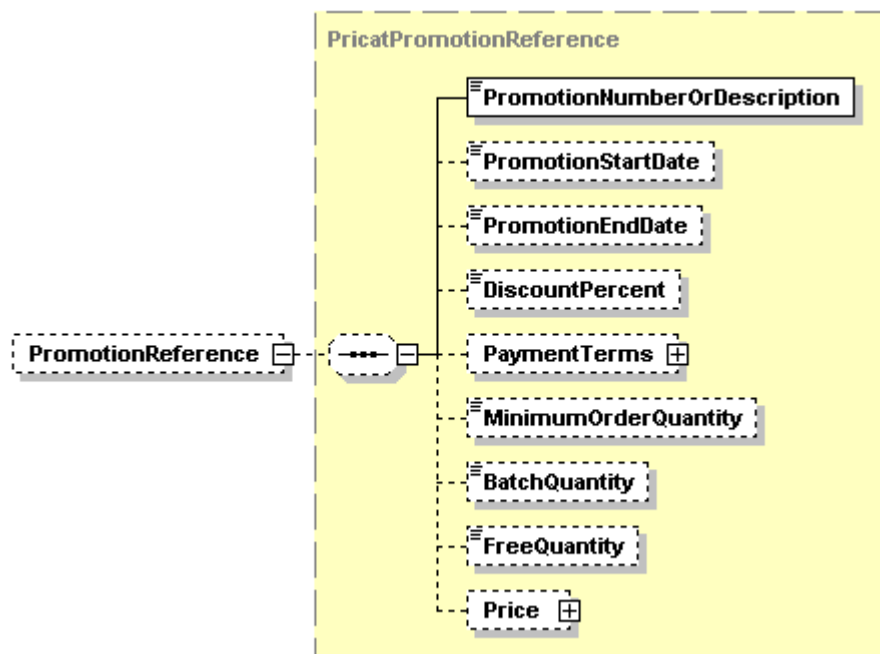 PricatPromotionReference
PromotionNumberOrDescription
PromotionStartDate
PromotionEndDate
DiscountPercent
PromotionReference
PaymentTerms
MinimumOrderQuantity
BatchQuantity
FreeQuantity
Price